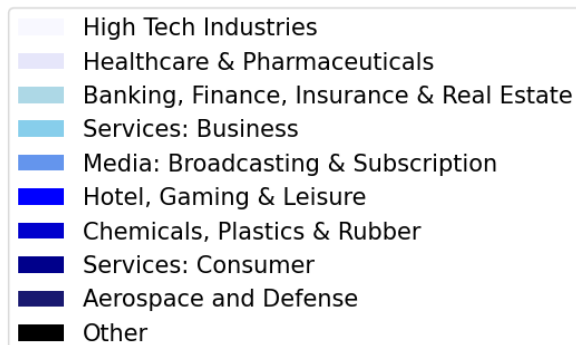 High Tech Industries
Healthcare & Pharmaceuticals
Banking, Finance, Insurance & Real Estate
Services: Business
Media: Broadcasting & Subscription
Hotel, Gaming & Leisure
Chemicals, Plastics & Rubber
Services: Consumer
Aerospace and Defense
Other